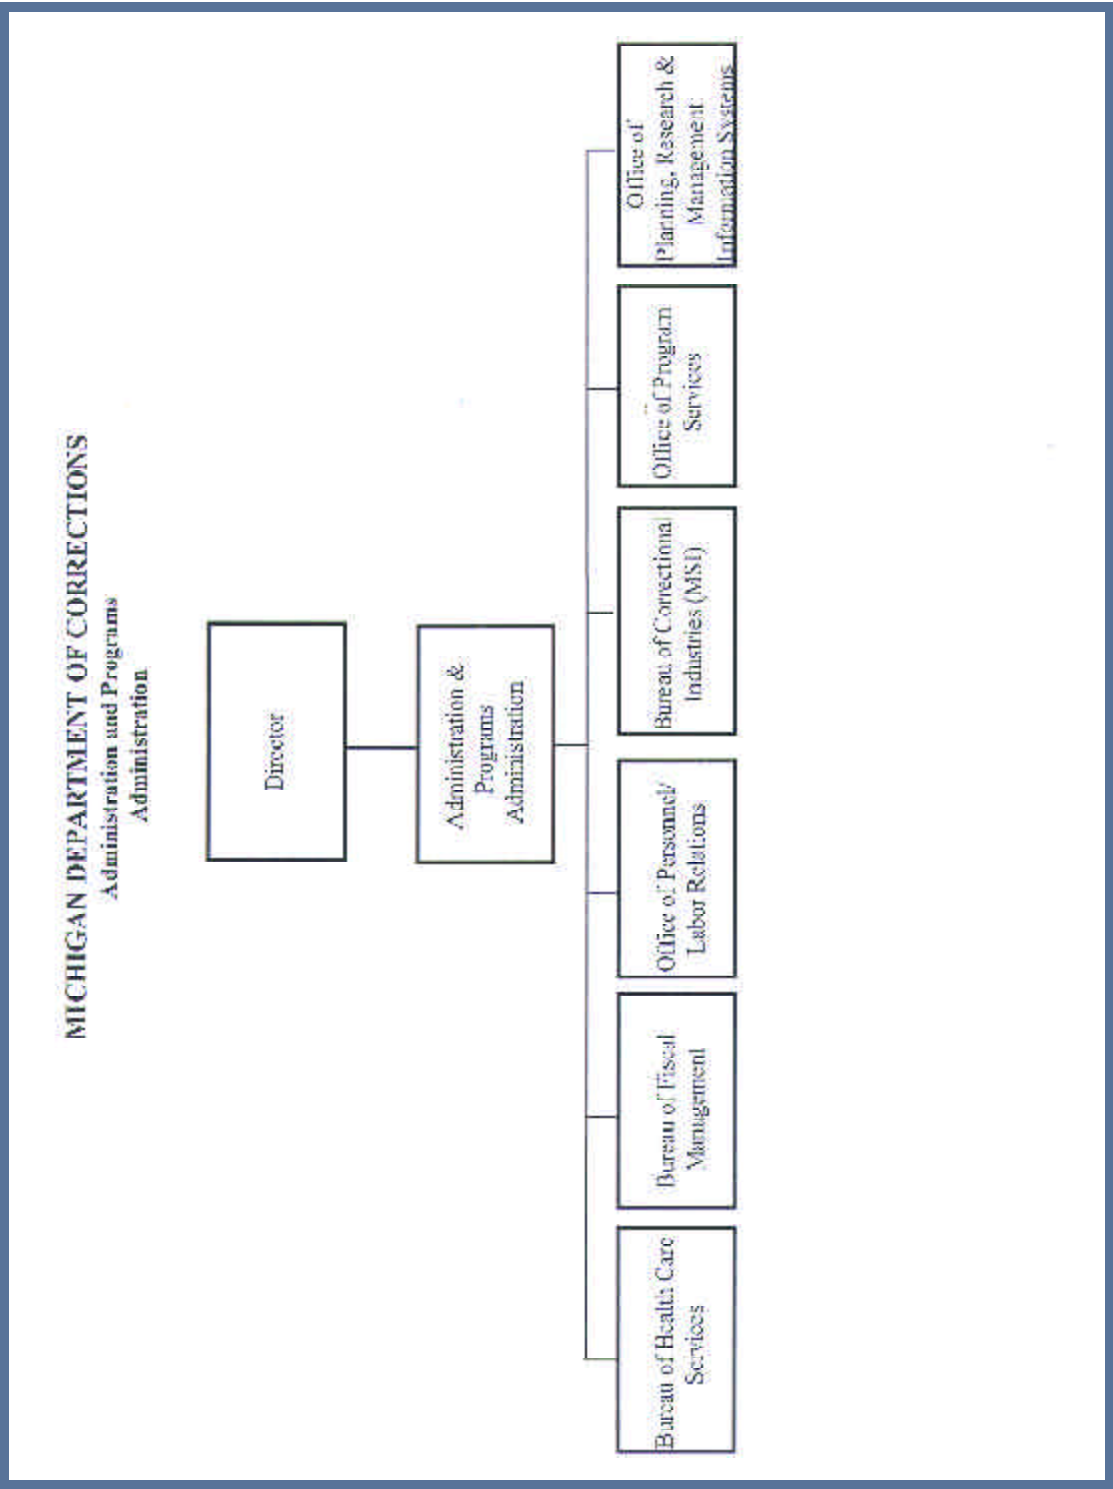 MICHIGAN DEPARTMENT OF CORRECTIONS
Administration and Programs
Administration
Director
Administration &
Programs
Administration
Bureau of Health Care
Services
Bureau of Fiscal
Management
Office of Personnel/
Labor Relations
Bureau of Correctional
Industries (MSI)
Office of Program
Services
Office of
Planning, Research &
Management
Information Systems